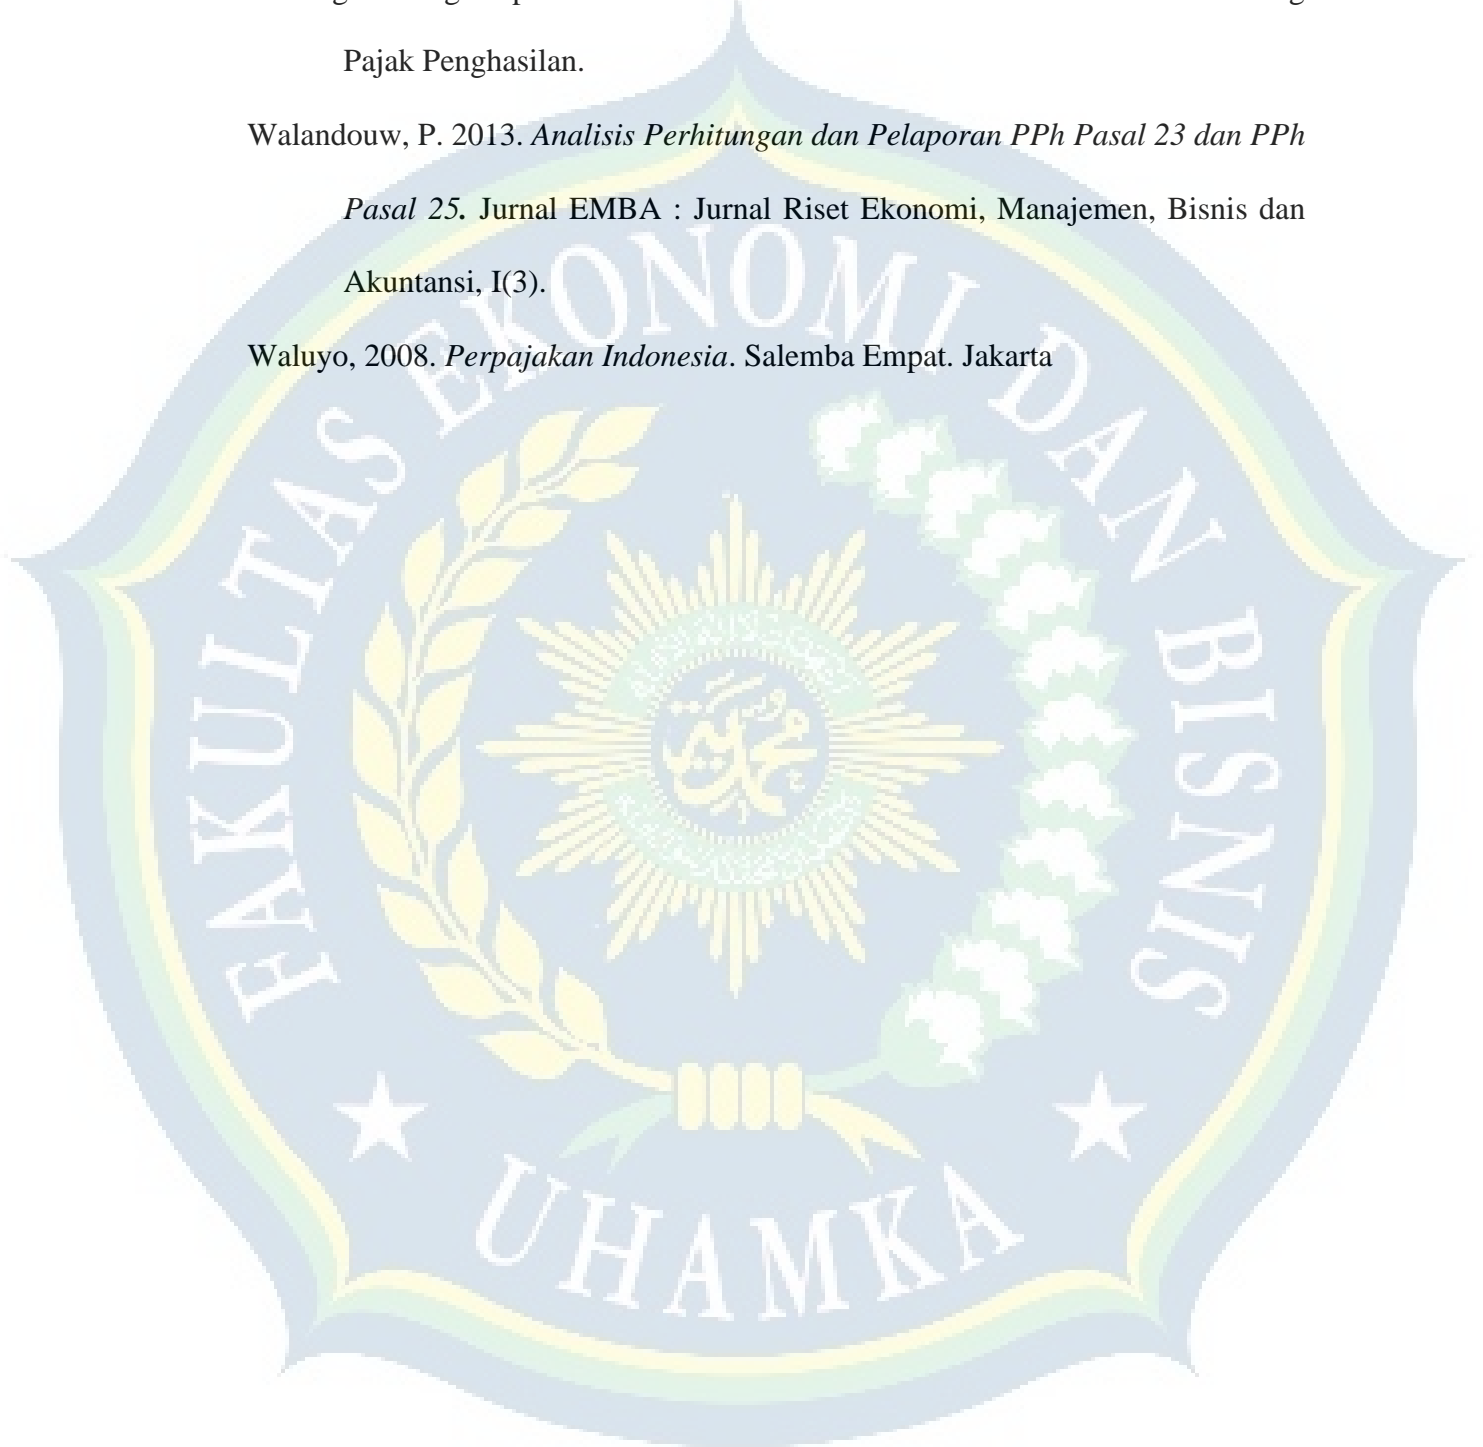 Pajak Penghasilan.
Walandouw, P. 2013. Analisis Perhitungan dan Pelaporan PPh Pasal 23 dan PPh
Pasal 25. Jurnal EMBA : Jurnal Riset Ekonomi, Manajemen, Bisnis dan
Akuntansi, I(3).
Waluyo, 2008. Perpajakan Indonesia. Salemba Empat. Jakarta
FAKULTAS EKONOMI DAN BISNIS
محمدية
UHAMKA